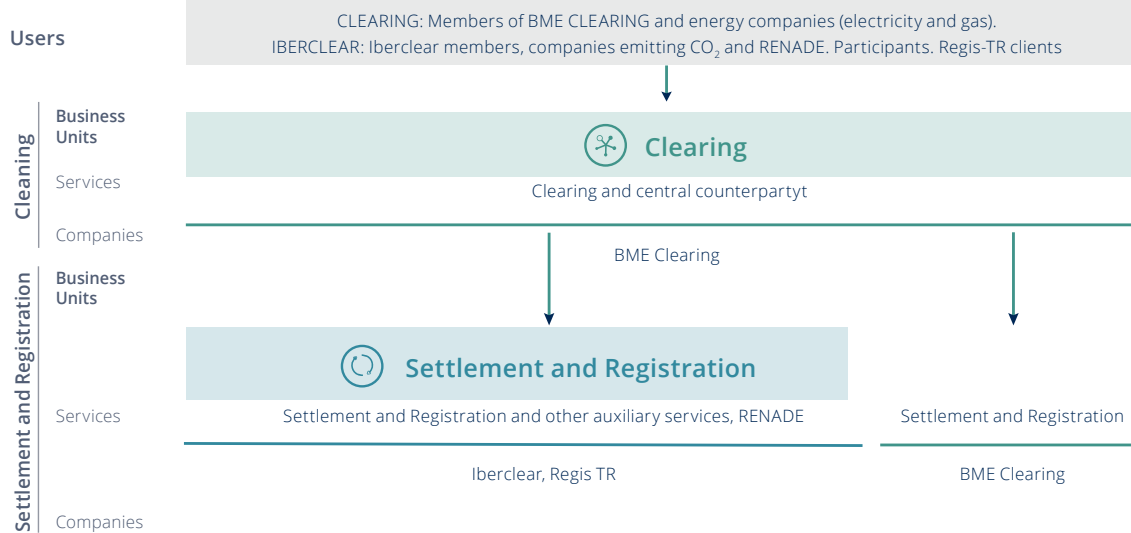 Users
CLEARING: Members of BME CLEARING and energy companies (electricity and gas).
IBERCLEAR: Iberclear members, companies emitting CO₂ and RENADE. Participants. Regis-TR clients
Cleaning
Business
Units
Clearing
Services
Clearing and central counterpartyt
Companies
BME Clearing
Settlement and Registration
Business
Units
Settlement and Registration
Services
Settlement and Registration and other auxiliary services, RENADE
Settlement and Registration
Iberclear, Regis TR
BME Clearing
Companies